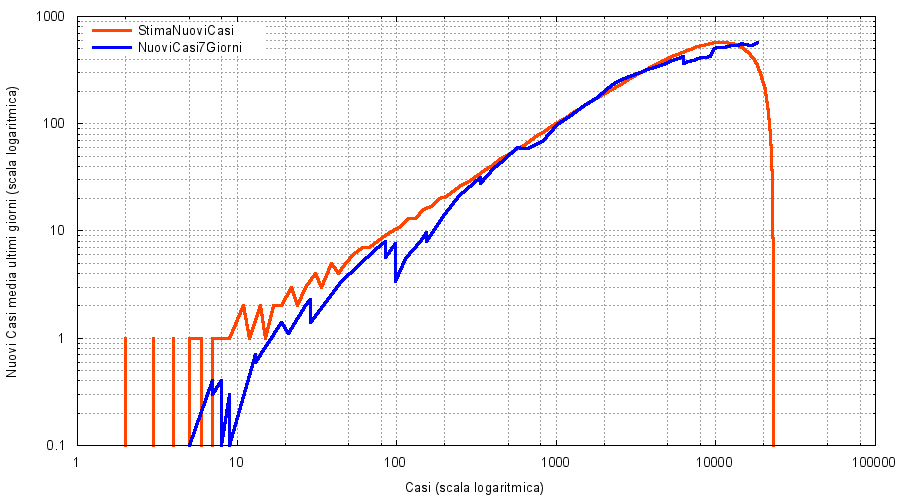 1000
100
10
1
0.1
StimaNuoviCasi
NuoviCasi7Giorni
Nuovi Casi media ultimi giorni (scala logaritmica)
1 10 100 1000 10000 100000
Casi (scala logaritmica)